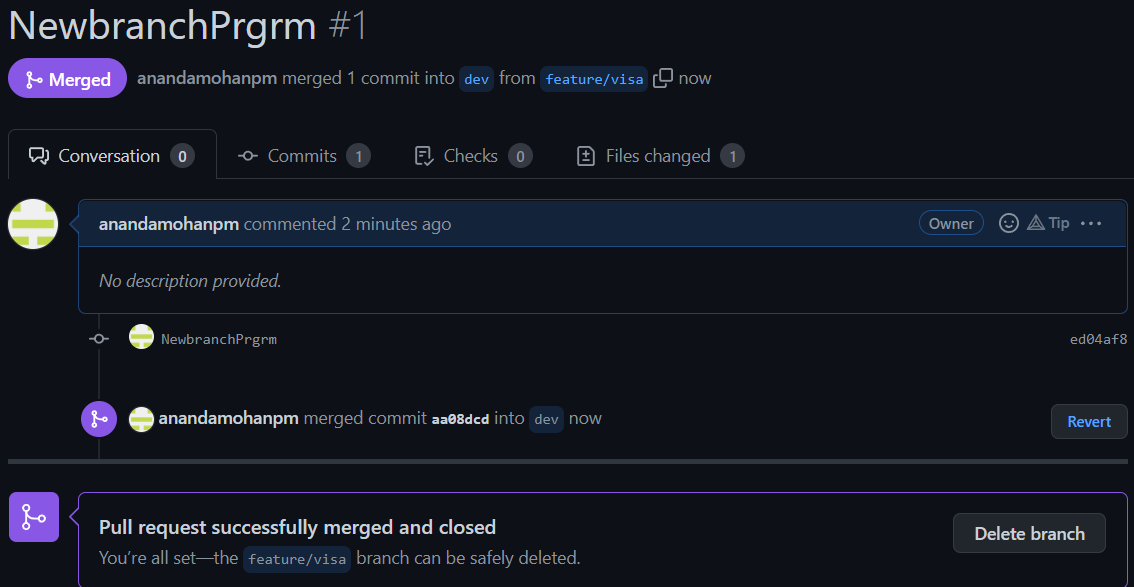 NewbranchPrgrm #1
Merged anandamohanpm merged 1 commit into dev from feature/visa now
Conversation 0 Commits 1 Checks 0 Files changed 1
anandamohanpm commented 2 minutes ago Owner Tip
No description provided.
NewbranchPrgrm ed04af8
anandamohanpm merged commit aa08dcd into dev now Revert
Pull request successfully merged and closed
You’re all set—the feature/visa branch can be safely deleted. Delete branch